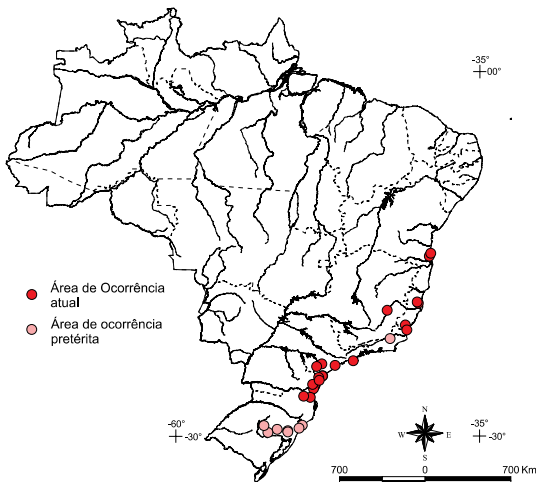 -35°
00°
Área de Ocorrência
atual
Área de ocorrência
pretérita
-60°
-30°
N
W E
S
-35°
-30°
700 0 700 Km